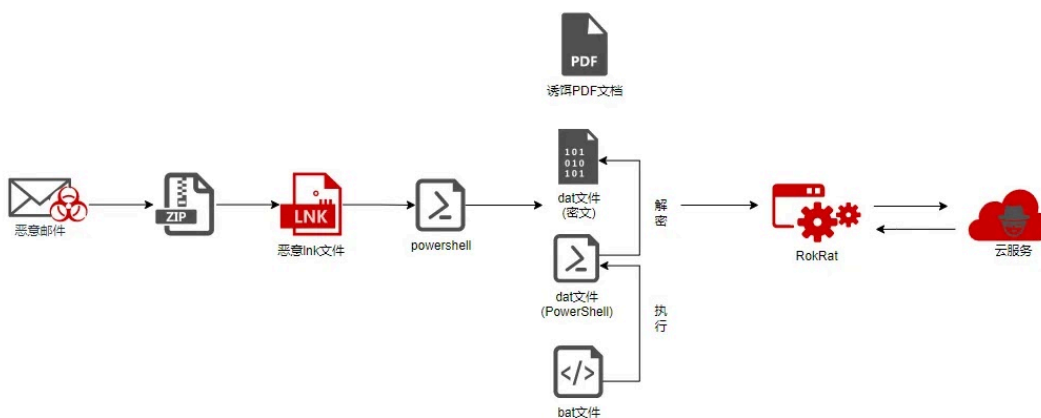 PDF
诱饵PDF文档
101
010
101
dat文件
(密文)
解
密
恶意邮件
ZIP
LNK
恶意lnk文件
powershell
RokRat
云服务
dat文件
(PowerShell)
执
行
bat文件